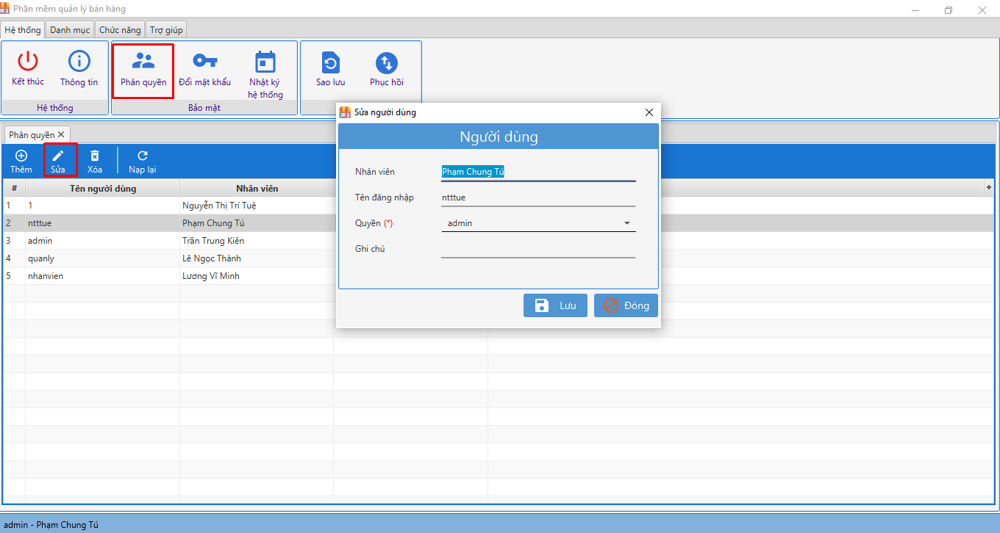 Phần mềm quản lý bán hàng
Hệ thống Danh mục Chức năng Trợ giúp
Kết thúc Thông tin Phân quyền Đổi mật khẩu Nhật ký hệ thống Sao lưu Phục hồi
Hệ thống Bảo mật
Phân quyền
Thêm Sửa Xóa Nạp lại
# Tên người dùng Nhân viên +
1 1 Nguyễn Thị Trí Tuệ
2 ntttue Phạm Chung Tú
3 admin Trần Trung Kiên
4 quanly Lê Ngọc Thành
5 nhanvien Lương Vĩ Minh
Sửa người dùng
Người dùng
Nhân viên Phạm Chung Tú
Tên đăng nhập ntttue
Quyền (*) admin
Ghi chú
Lưu Đóng
admin - Phạm Chung Tú